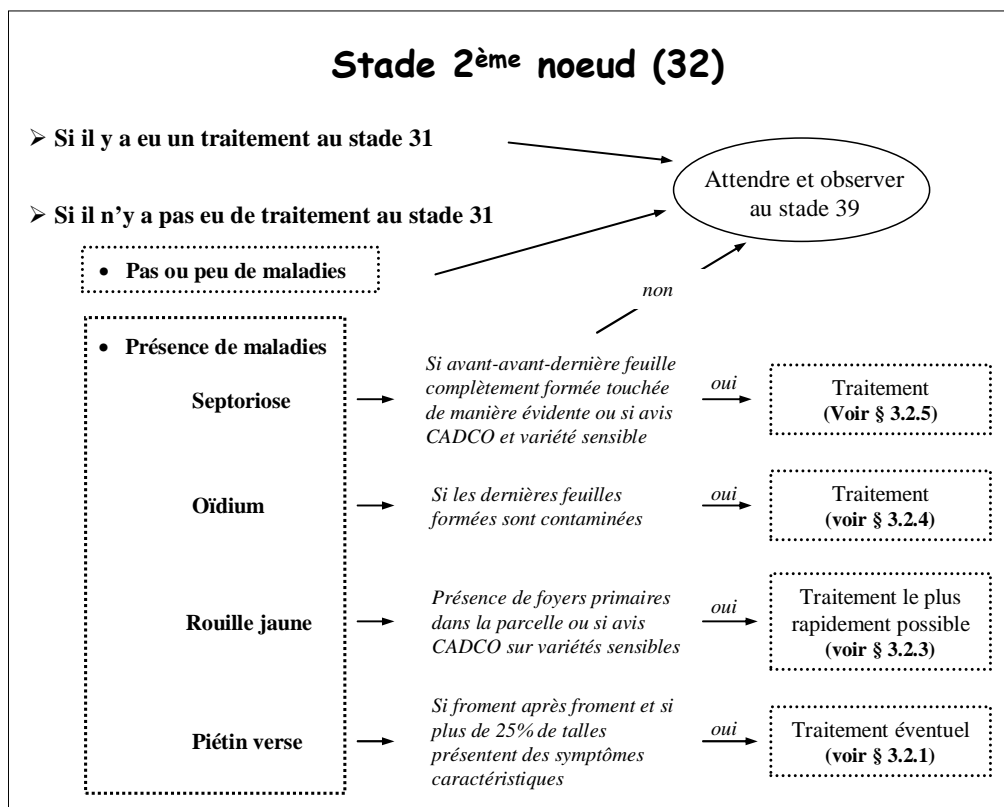 Stade 2ème noeud (32)
➢ Si il y a eu un traitement au stade 31
Attendre et observer
au stade 39
➢ Si il n’y a pas eu de traitement au stade 31
• Pas ou peu de maladies
non
• Présence de maladies
Septoriose
Si avant-avant-dernière feuille
complètement formée touchée
de manière évidente ou si avis
CADCO et variété sensible
oui
Traitement
(Voir § 3.2.5)
Oïdium
Si les dernières feuilles
formées sont contaminées
oui
Traitement
(voir § 3.2.4)
Rouille jaune
Présence de foyers primaires
dans la parcelle ou si avis
CADCO sur variétés sensibles
oui
Traitement le plus
rapidement possible
(voir § 3.2.3)
Piétin verse
Si froment après froment et si
plus de 25% de talles
présentent des symptômes
caractéristiques
oui
Traitement éventuel
(voir § 3.2.1)